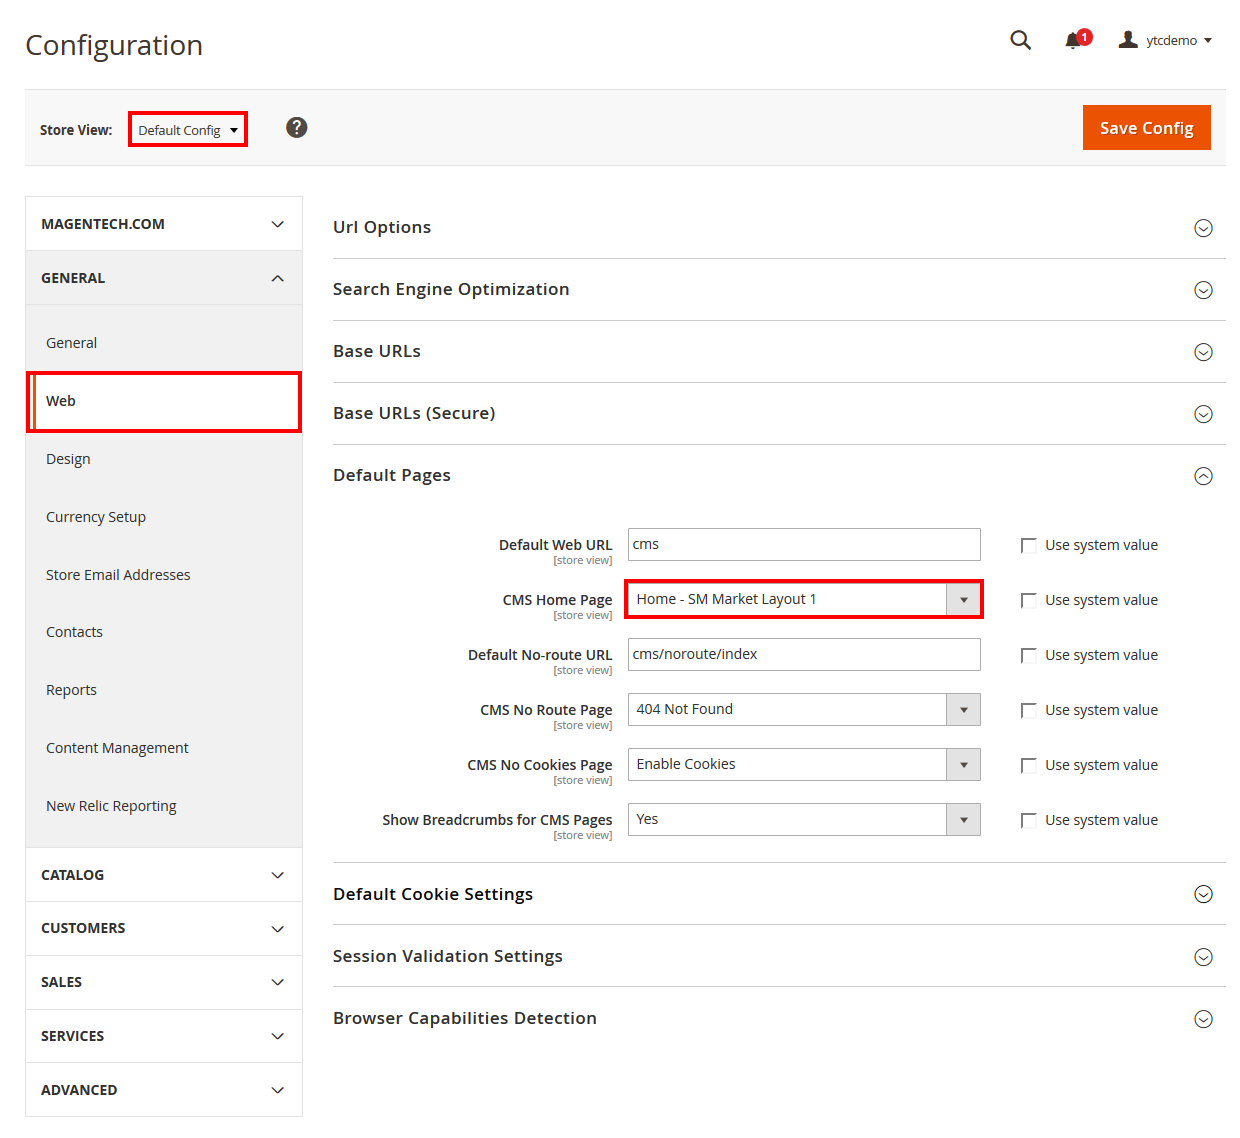 Configuration
1
ytcdemo
Store View:
Default Config
?
Save Config
MAGENTECH.COM
GENERAL
General
Web
Design
Currency Setup
Store Email Addresses
Contacts
Reports
Content Management
New Relic Reporting
CATALOG
CUSTOMERS
SALES
SERVICES
ADVANCED
Url Options
Search Engine Optimization
Base URLs
Base URLs (Secure)
Default Pages
Default Web URL cms Use system value
[store view]
CMS Home Page Home - SM Market Layout 1 Use system value
[store view]
Default No-route URL cms/noroute/index Use system value
[store view]
CMS No Route Page 404 Not Found Use system value
[store view]
CMS No Cookies Page Enable Cookies Use system value
[store view]
Show Breadcrumbs for CMS Pages Yes Use system value
[store view]
Default Cookie Settings
Session Validation Settings
Browser Capabilities Detection